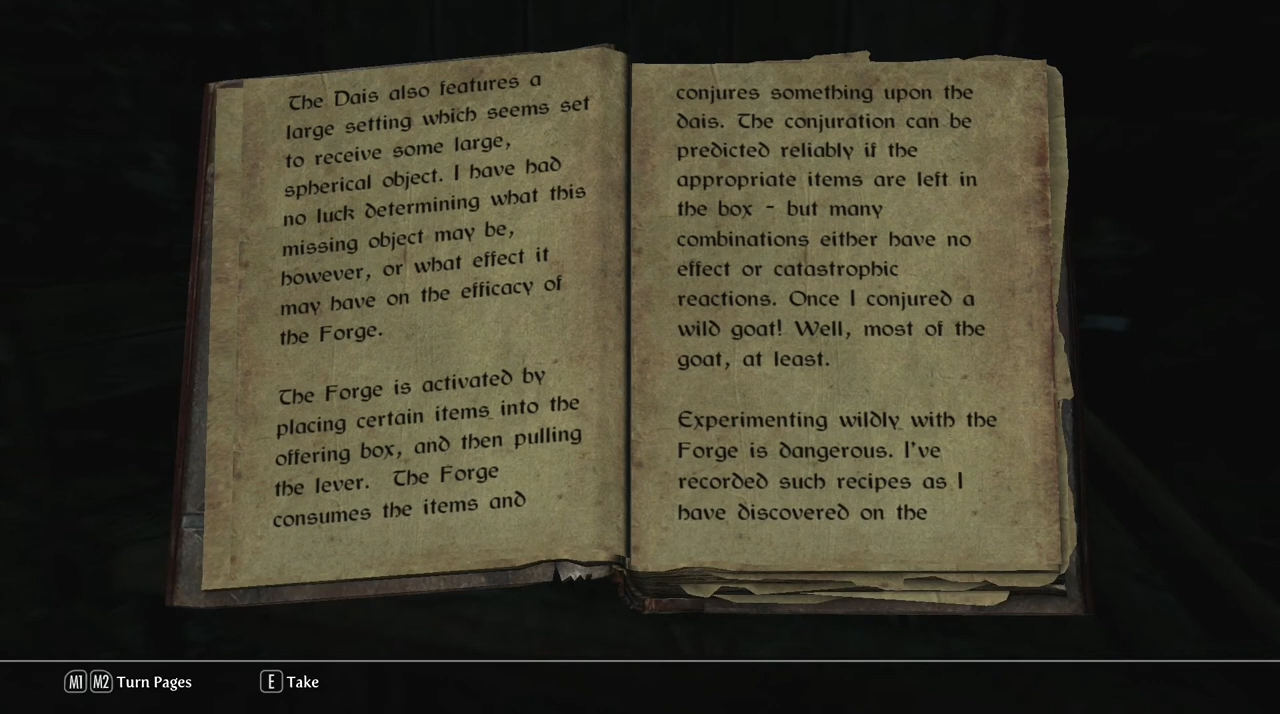 The Dais also features a
large setting which seems set
to receive some large,
spherical object. I have had
no luck determining what this
missing object may be,
however, or what effect it
may have on the efficacy of
the Forge.
The Forge is activated by
placing certain items into the
offering box, and then pulling
the lever. The Forge
consumes the items and
conjures something upon the
dais. The conjuration can be
predicted reliably if the
appropriate items are left in
the box - but many
combinations either have no
effect or catastrophic
reactions. Once I conjured a
wild goat! Well, most of the
goat, at least.
Experimenting wildly with the
Forge is dangerous. I've
recorded such recipes as I
have discovered on the
M1 M2 Turn Pages
E Take